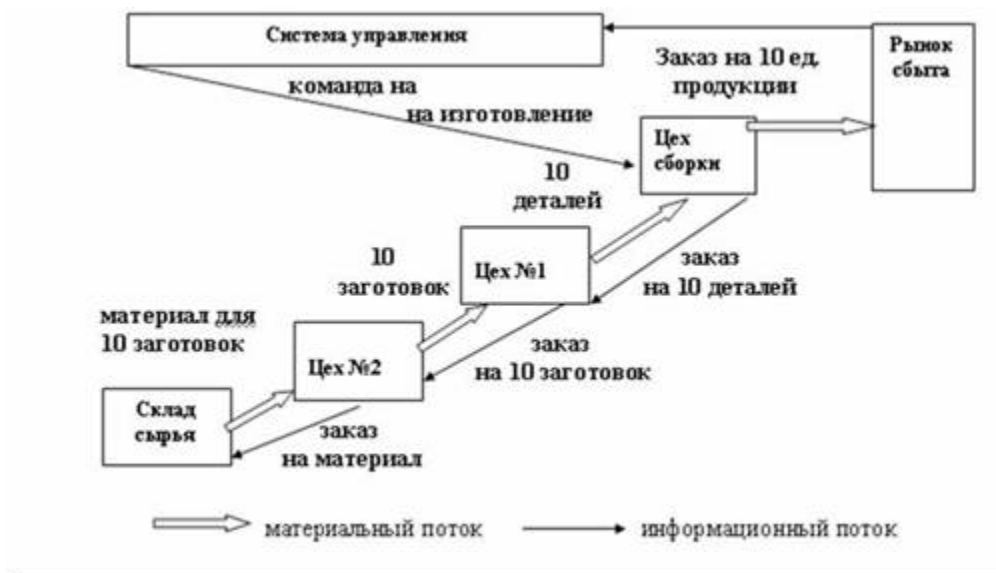 Система управления
Рынок
сбыта
Заказ на 10 ед.
продукции
команда на
на изготовление
Цех
сборки
10
деталей
Цех №1
заказ
на 10 деталей
10
заготовок
материал для
10 заготовок
Цех №2
заказ
на 10 заготовок
Склад
сырья
заказ
на материал
материальный поток
информационный поток